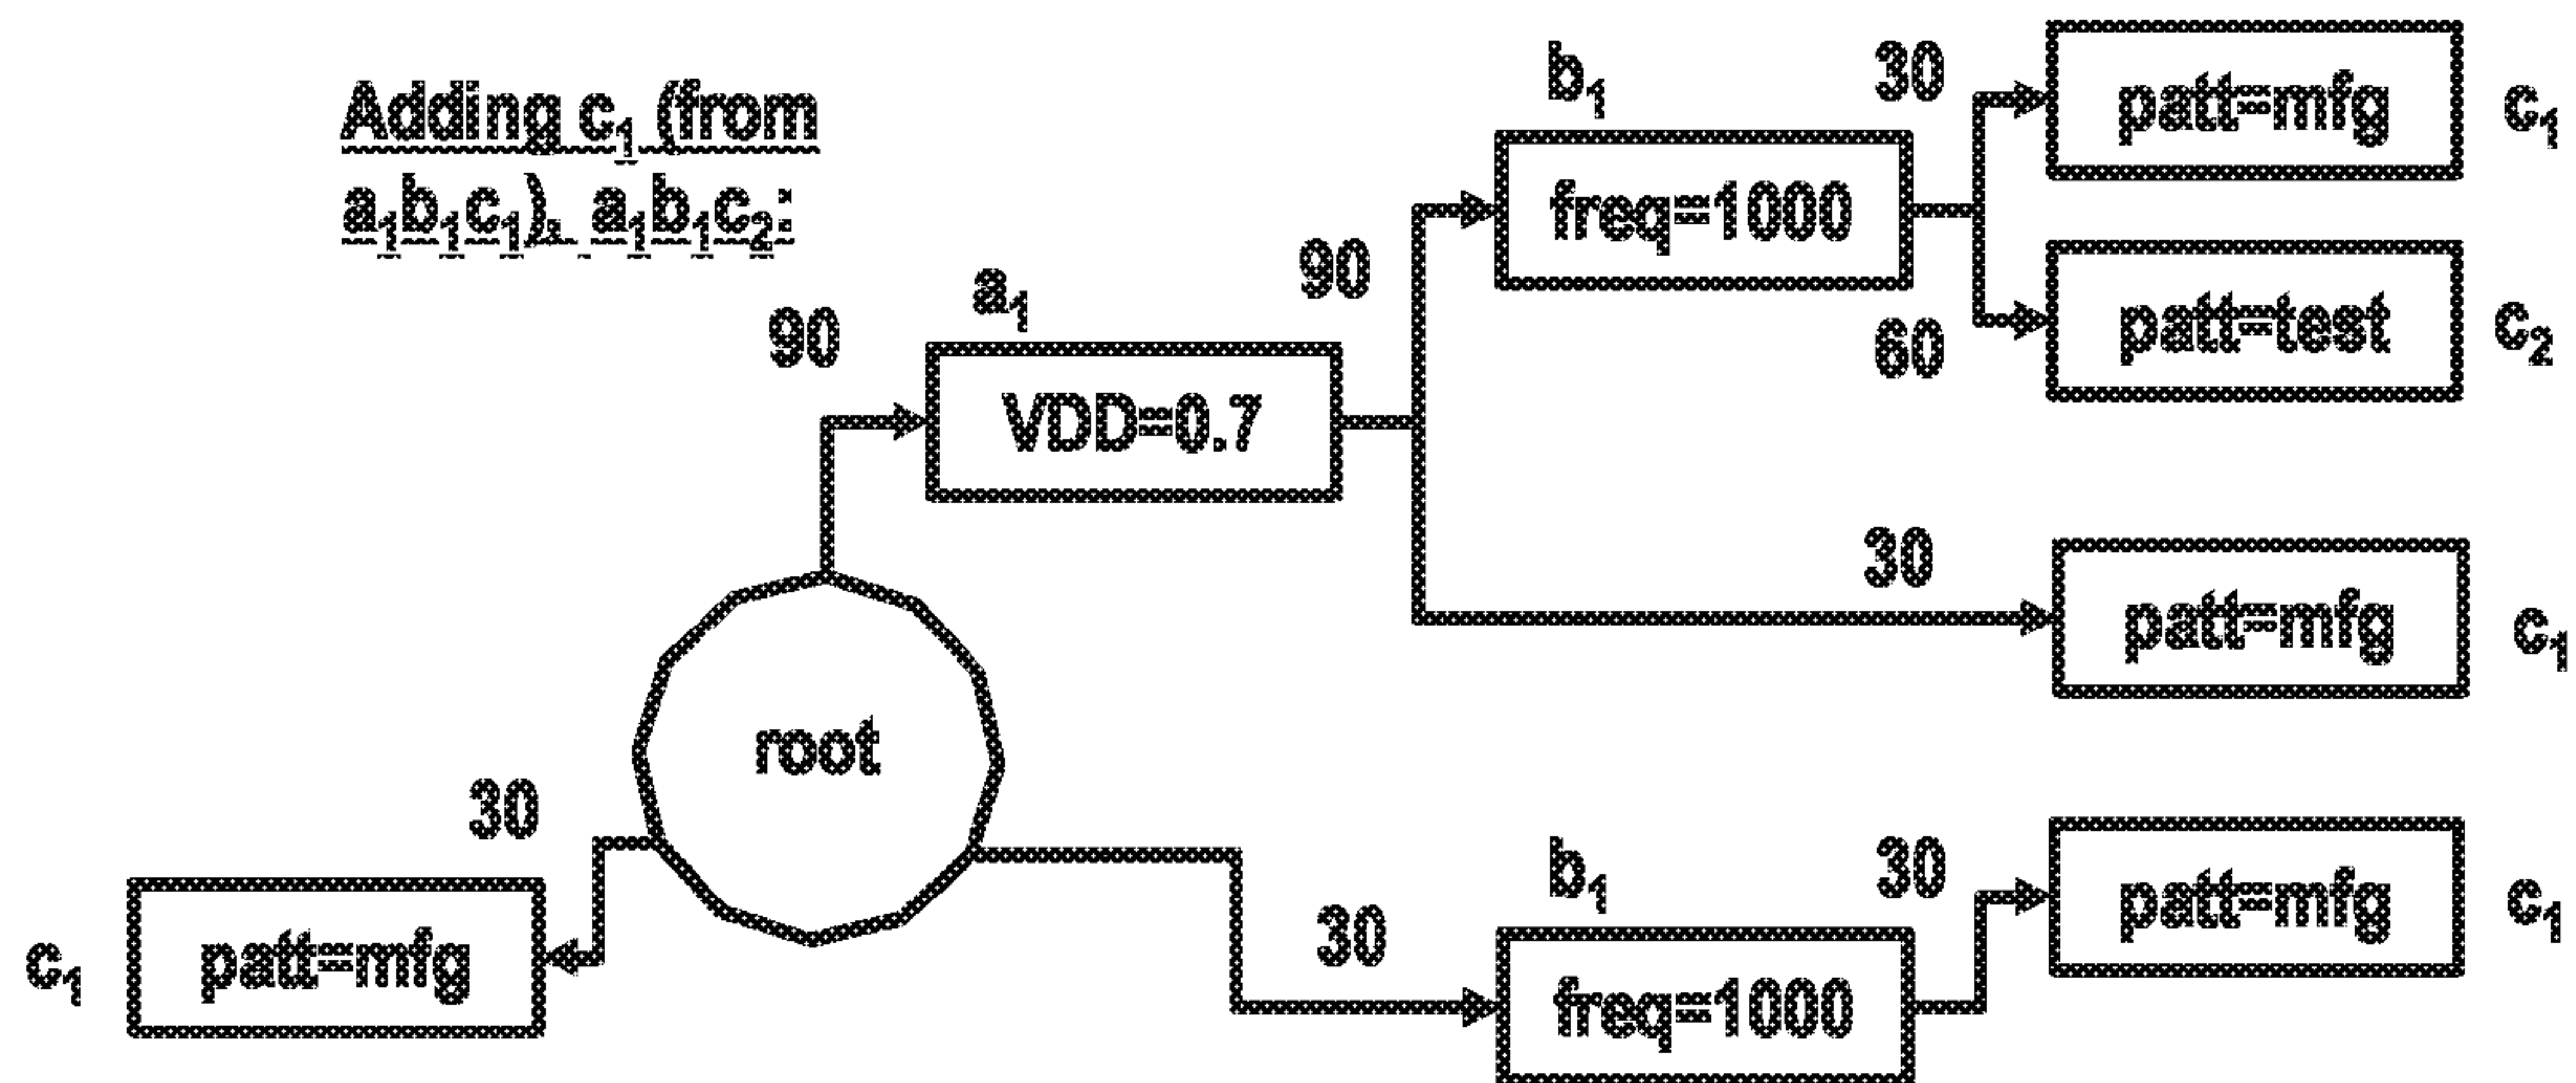 Adding c₁ (from
a₁b₁c₁), a₁b₁c₂:
b₁
30
patt=mfg
c₁
freq=1000
90
a₁
90
60
patt=test
c₂
VDD=0.7
30
patt=mfg
c₁
root
30
patt=mfg
c₁
30
b₁
freq=1000
30
patt=mfg
c₁